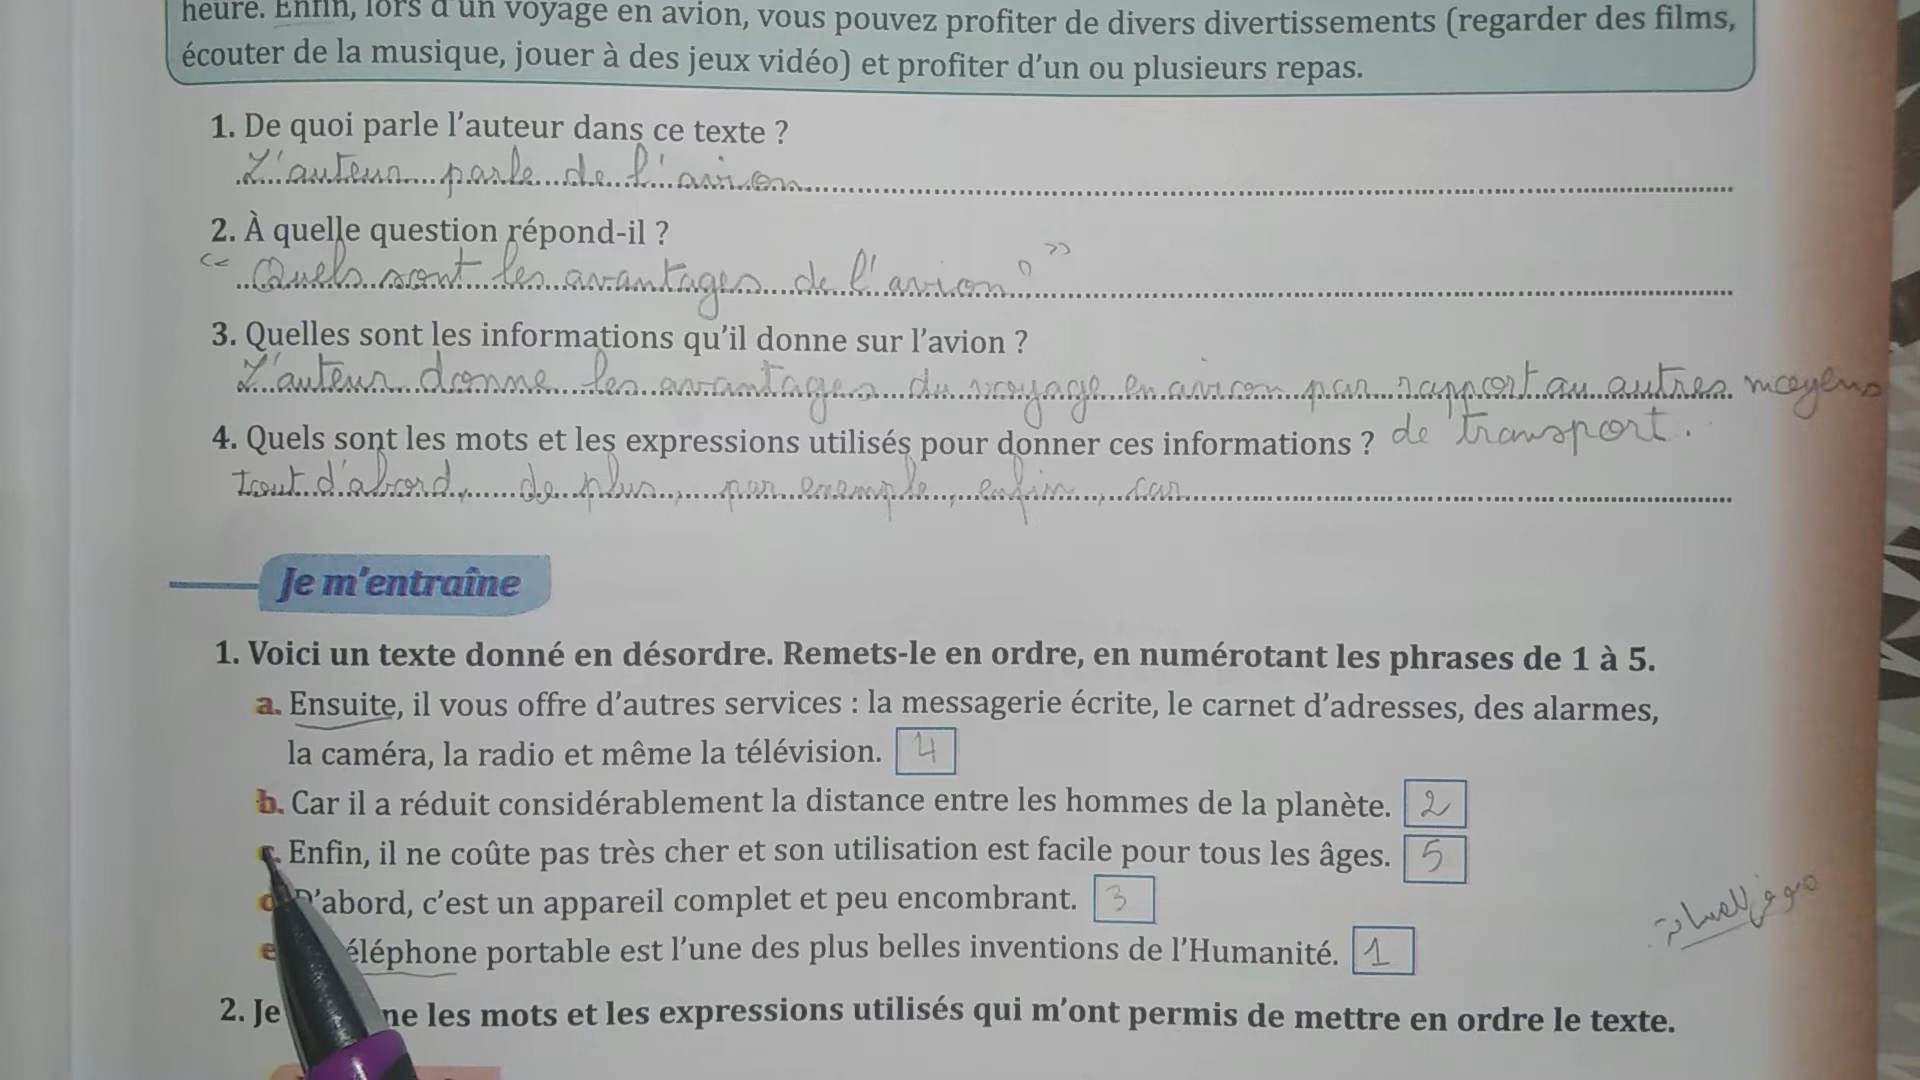 heure. Enfin, lors d'un voyage en avion, vous pouvez profiter de divers divertissements (regarder des films,
écouter de la musique, jouer à des jeux vidéo) et profiter d'un ou plusieurs repas.
1. De quoi parle l'auteur dans ce texte ?
L'auteur parle de l'avion
2. À quelle question répond-il ?
« Quels sont les avantages de l'avion »
3. Quelles sont les informations qu'il donne sur l'avion ?
L'auteur donne les avantages du voyage en avion par rapport au autres moyens
de transport.
4. Quels sont les mots et les expressions utilisés pour donner ces informations ?
tout d'abord, de plus, par exemple, enfin, car
Je m'entraîne
1. Voici un texte donné en désordre. Remets-le en ordre, en numérotant les phrases de 1 à 5.
a. Ensuite, il vous offre d'autres services : la messagerie écrite, le carnet d'adresses, des alarmes,
la caméra, la radio et même la télévision. 4
b. Car il a réduit considérablement la distance entre les hommes de la planète. 2
c. Enfin, il ne coûte pas très cher et son utilisation est facile pour tous les âges. 5
d. D'abord, c'est un appareil complet et peu encombrant. 3
e. éléphone portable est l'une des plus belles inventions de l'Humanité. 1
2. Je ne les mots et les expressions utilisés qui m'ont permis de mettre en ordre le texte.